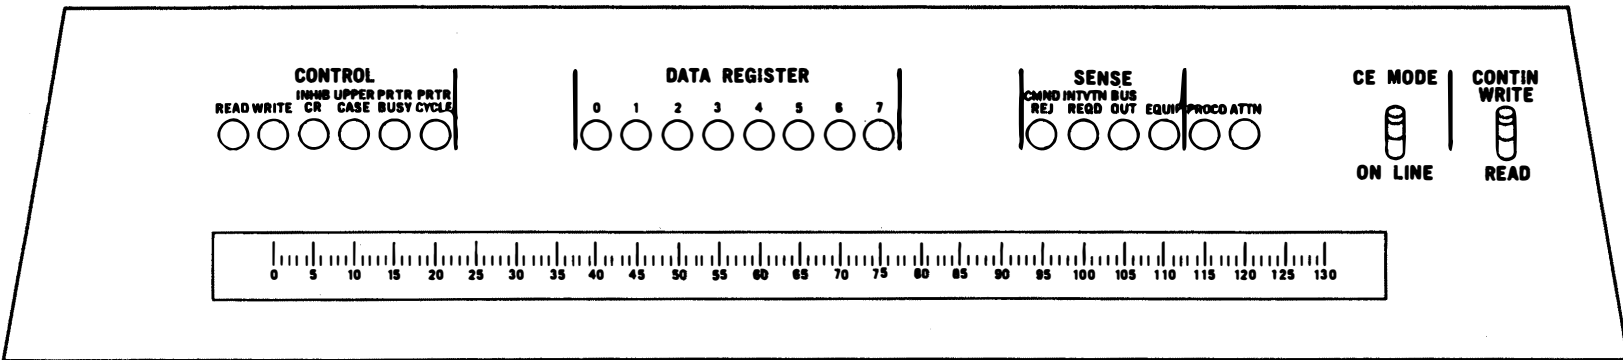 CONTROL
READ WRITE INHIB CR UPPER CASE PRTR BUSY PRTR CYCLE
DATA REGISTER
0 1 2 3 4 5 6 7
SENSE
CMND REJ INTVTN REQD BUS OUT EQUIP PROCD ATTN
CE MODE
ON LINE
CONTIN
WRITE
READ
0 5 10 15 20 25 30 35 40 45 50 55 60 65 70 75 80 85 90 95 100 105 110 115 120 125 130